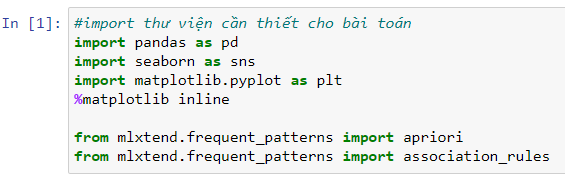 In [1]: #import thư viện cần thiết cho bài toán
import pandas as pd
import seaborn as sns
import matplotlib.pyplot as plt
%matplotlib inline
from mlxtend.frequent_patterns import apriori
from mlxtend.frequent_patterns import association_rules